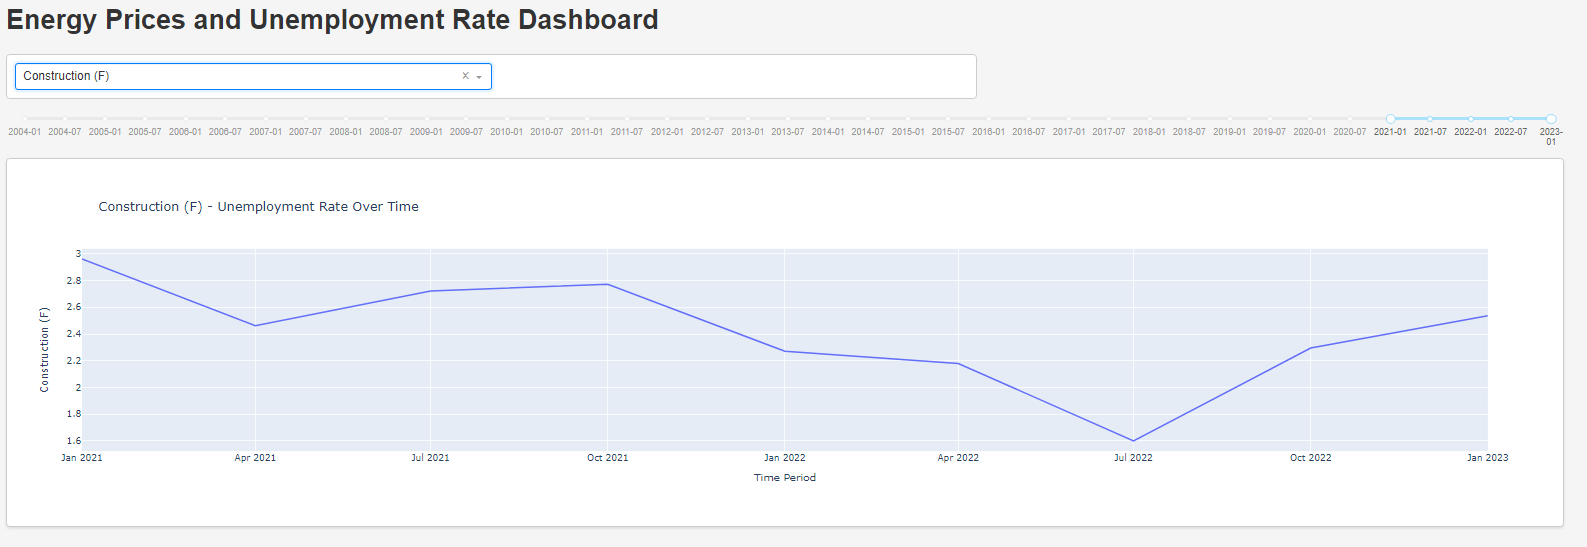 Energy Prices and Unemployment Rate Dashboard
Construction (F) ×
2004-01 2004-07 2005-01 2005-07 2006-01 2006-07 2007-01 2007-07 2008-01 2008-07 2009-01 2009-07 2010-01 2010-07 2011-01 2011-07 2012-01 2012-07 2013-01 2013-07 2014-01 2014-07 2015-01 2015-07 2016-01 2016-07 2017-01 2017-07 2018-01 2018-07 2019-01 2019-07 2020-01 2020-07 2021-01 2021-07 2022-01 2022-07 2023-
01
Construction (F) - Unemployment Rate Over Time
3
2.8
2.6
2.4
2.2
2
1.8
1.6
Construction (F)
Jan 2021 Apr 2021 Jul 2021 Oct 2021 Jan 2022 Apr 2022 Jul 2022 Oct 2022 Jan 2023
Time Period